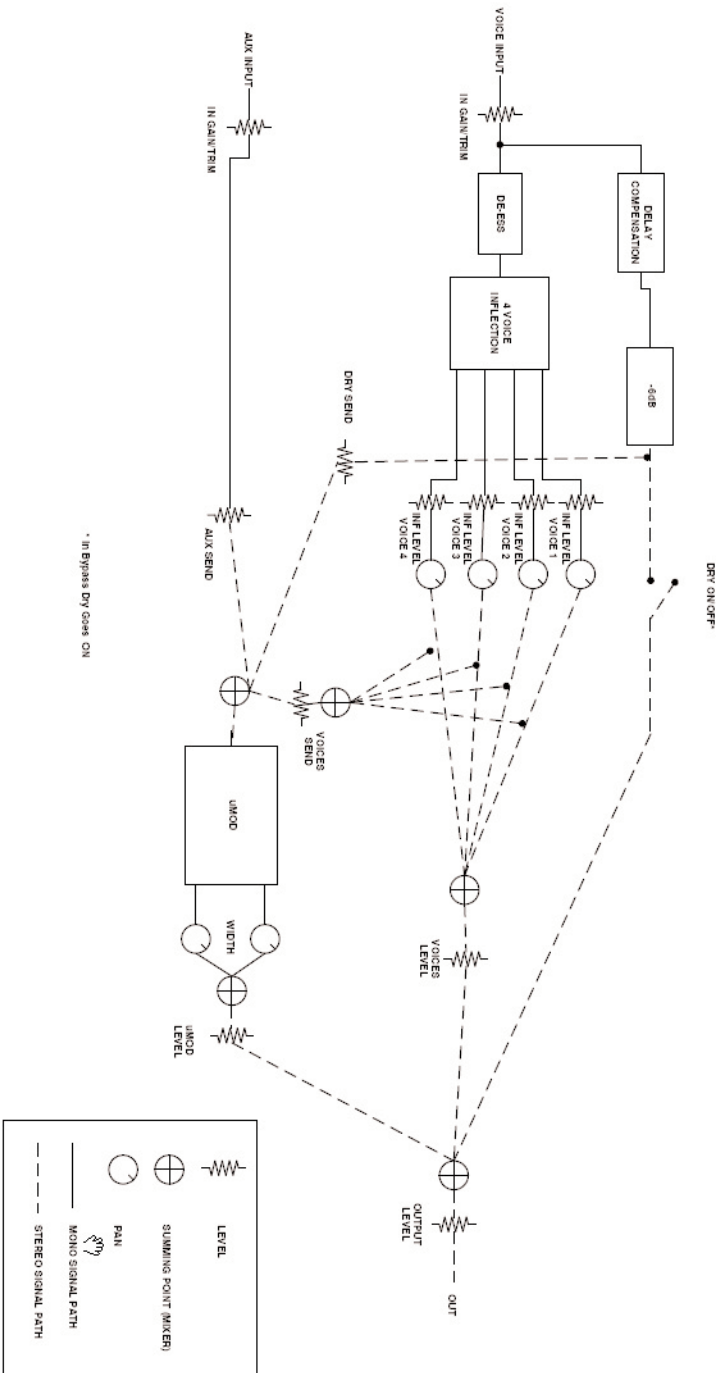 DRY ON/OFF*
DELAY
COMPENSATION
-6dB
VOICE INPUT
IN GAIN/TRIM
DE-ESS
4 VOICE
INFLECTION
INF LEVEL
VOICE 1
INF LEVEL
VOICE 2
INF LEVEL
VOICE 3
INF LEVEL
VOICE 4
VOICES
LEVEL
OUTPUT
LEVEL
OUT
DRY SEND
VOICES
SEND
AUX INPUT
IN GAIN/TRIM
AUX SEND
uMOD
WIDTH
uMOD
LEVEL
* In Bypass Dry Goes ON
LEVEL
SUMMING POINT (MIXER)
PAN
MONO SIGNAL PATH
STEREO SIGNAL PATH